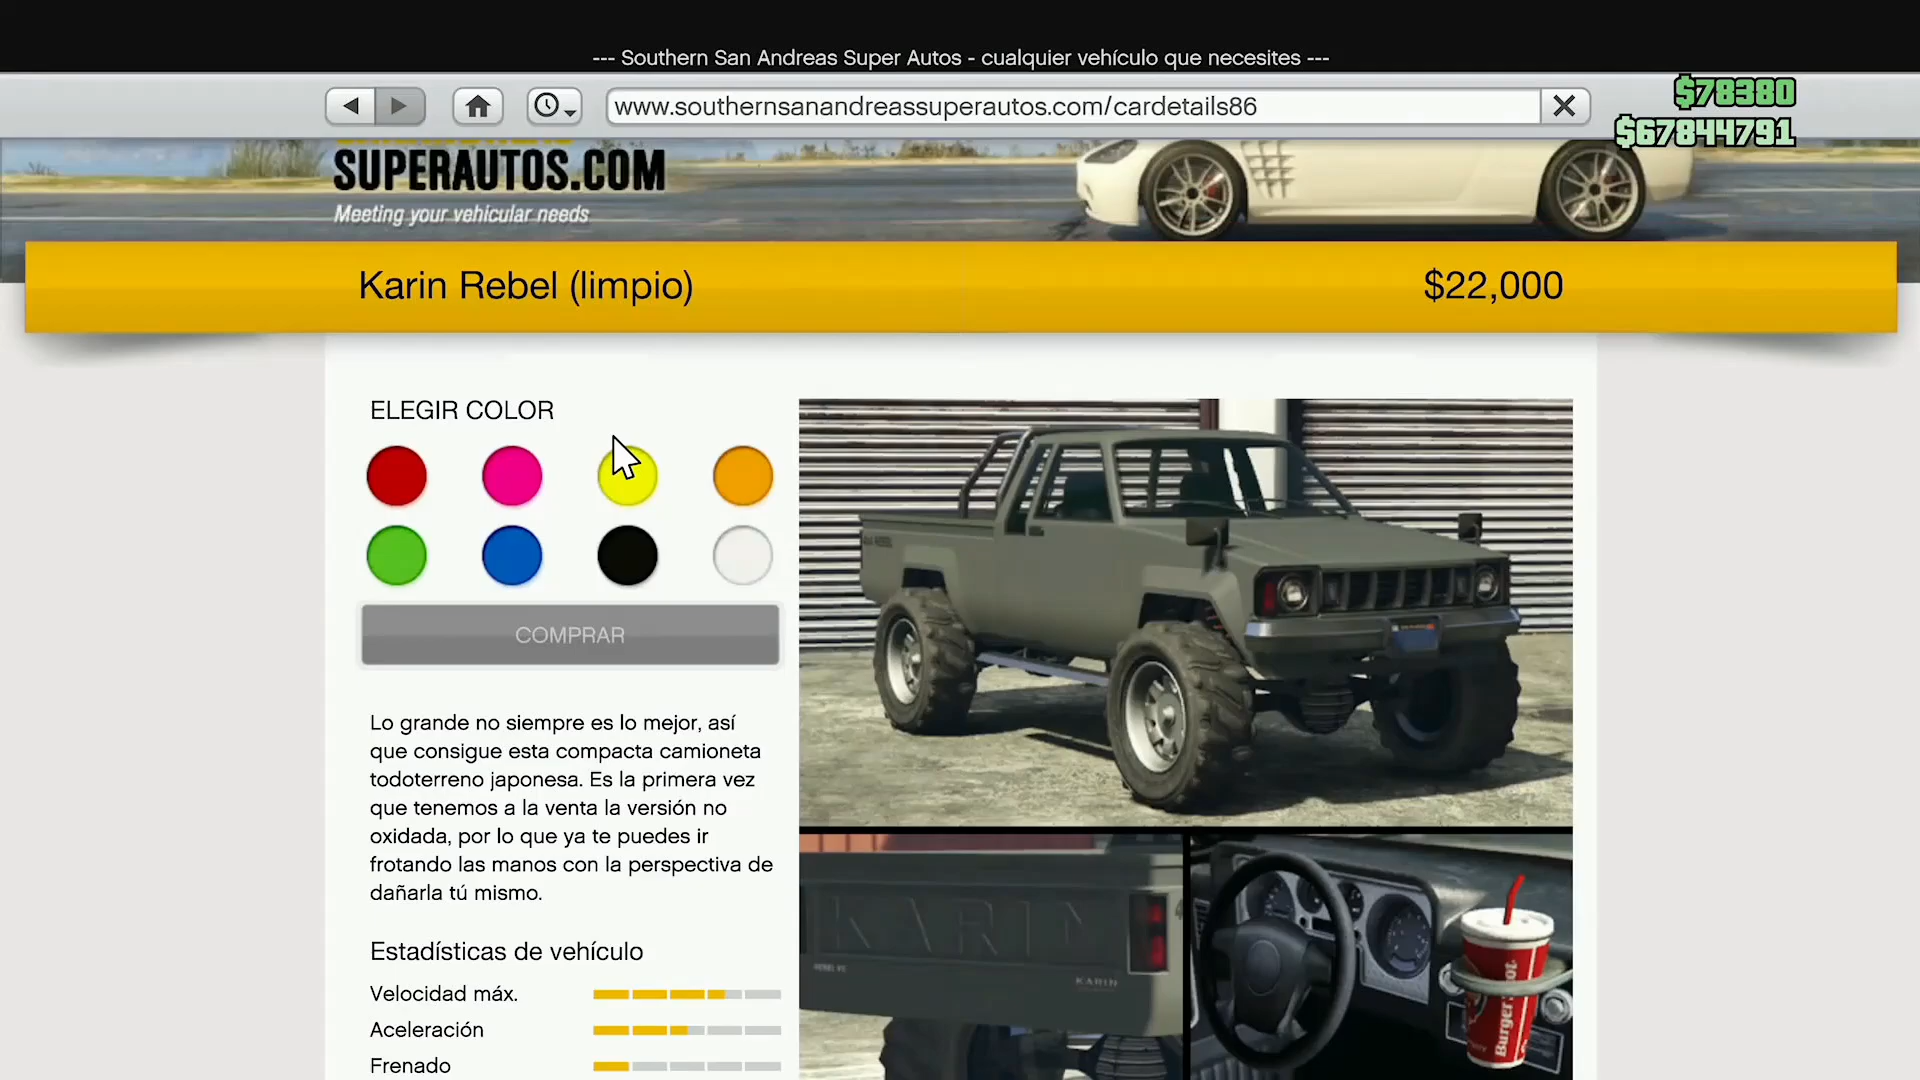 --- Southern San Andreas Super Autos - cualquier vehículo que necesites ---
www.southernsanandreassuperautos.com/cardetails86
$78380
$67844791
SUPERAUTOS.COM
Meeting your vehicular needs
Karin Rebel (limpio)
$22,000
ELEGIR COLOR
COMPRAR
Lo grande no siempre es lo mejor, así
que consigue esta compacta camioneta
todoterreno japonesa. Es la primera vez
que tenemos a la venta la versión no
oxidada, por lo que ya te puedes ir
frotando las manos con la perspectiva de
dañarla tú mismo.
Estadísticas de vehículo
Velocidad máx.
Aceleración
Frenado
KARIN
KARIN
Burger Shot